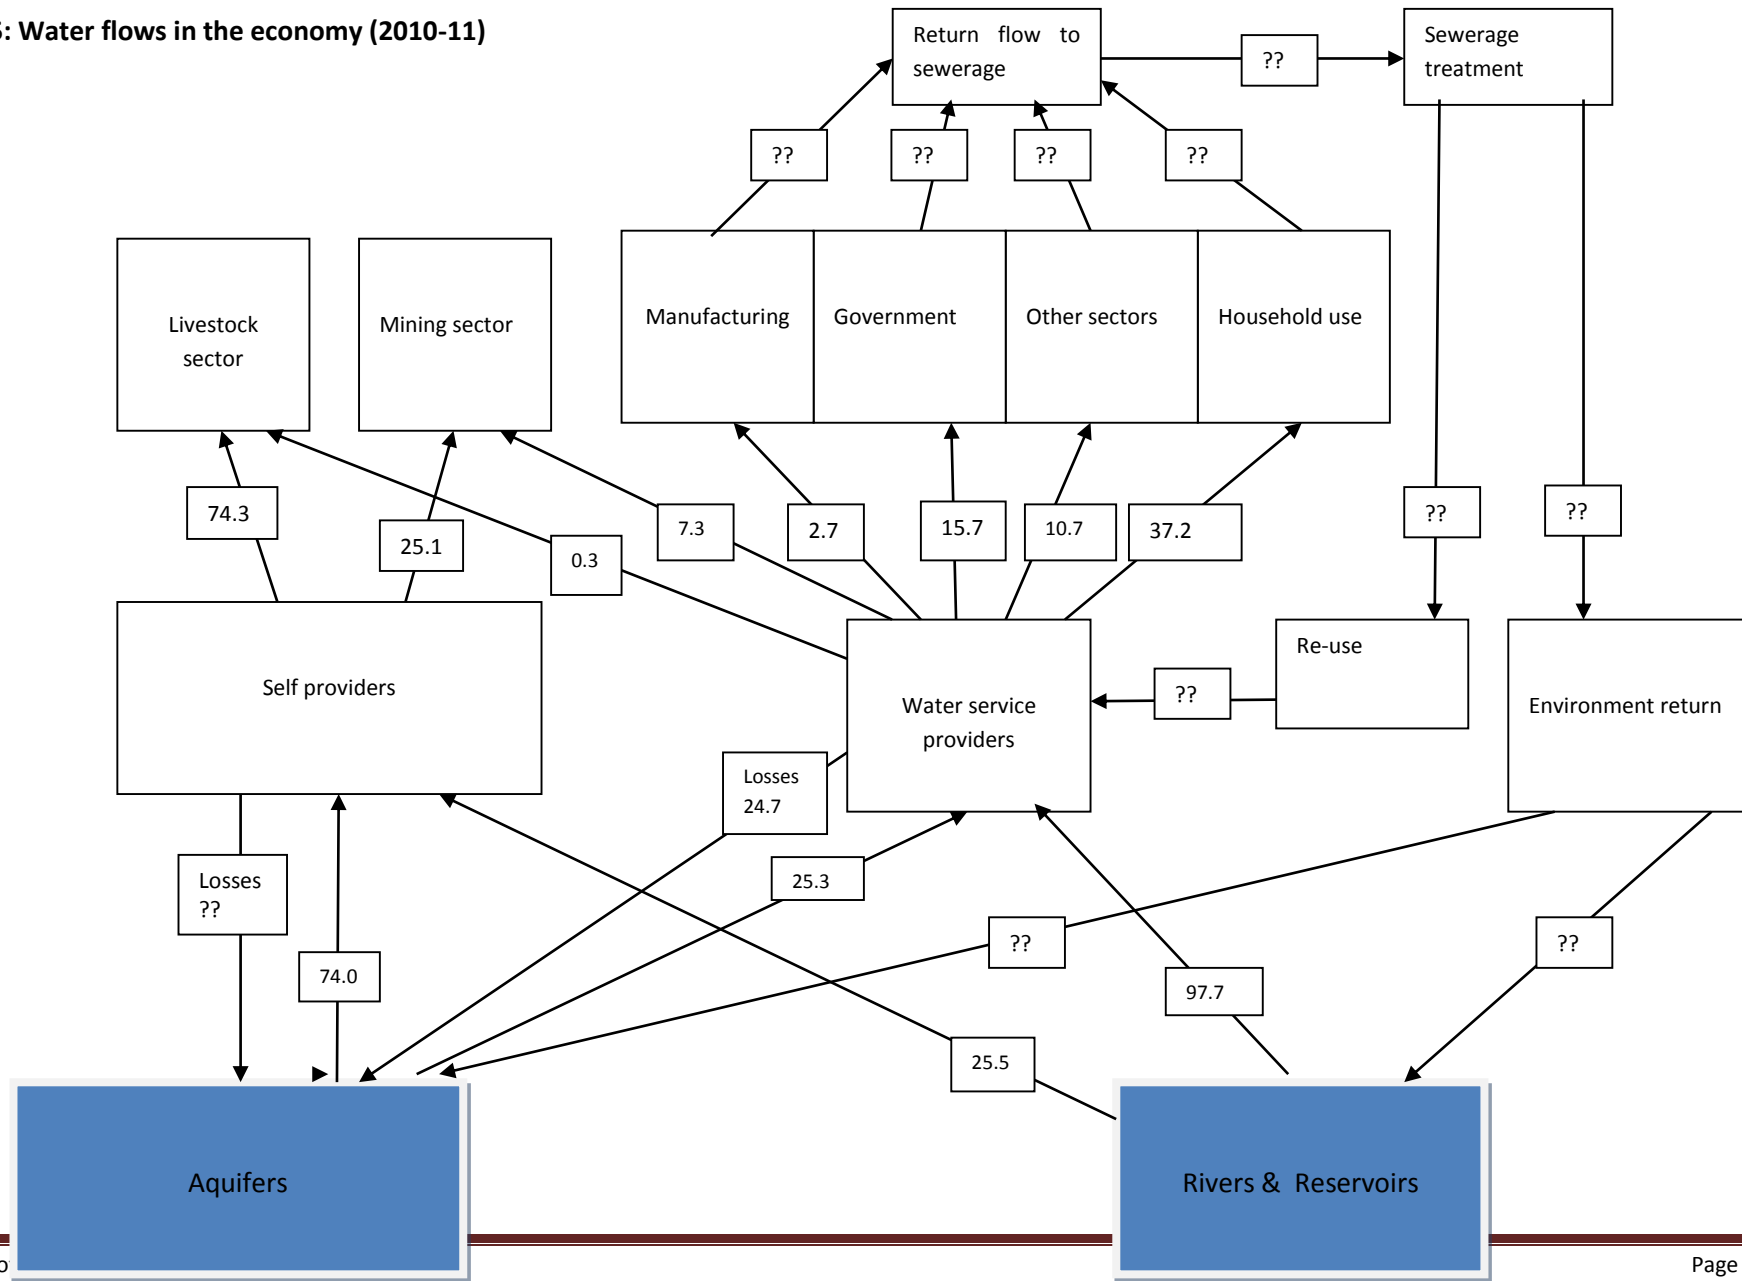 : Water flows in the economy (2010-11)
Return flow to
sewerage
??
Sewerage
treatment
??
??
??
??
Livestock
sector
Mining sector
Manufacturing
Government
Other sectors
Household use
74.3
25.1
0.3
7.3
2.7
15.7
10.7
37.2
??
??
Self providers
Water service
providers
??
Re-use
Environment return
Losses
24.7
Losses
??
25.3
74.0
??
97.7
??
25.5
Aquifers
Rivers & Reservoirs
Page